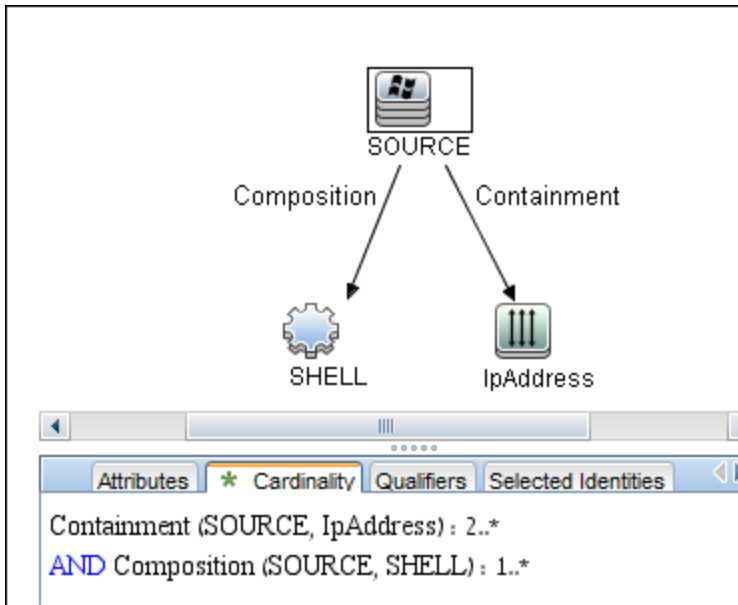 SOURCE
Composition Containment
SHELL
IpAddress
Attributes * Cardinality Qualifiers Selected Identities
Containment (SOURCE, IpAddress) : 2..*
AND Composition (SOURCE, SHELL) : 1..*